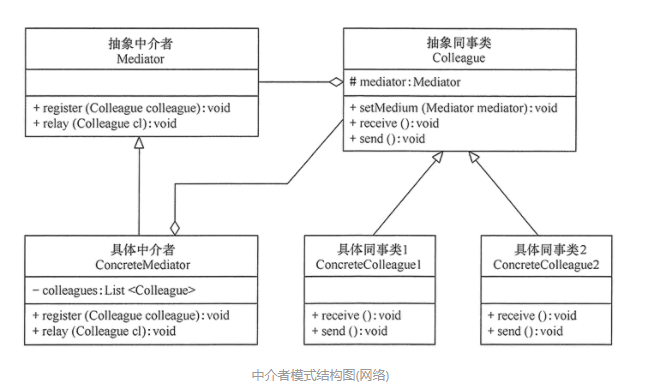 抽象中介者
Mediator
+ register (Colleague colleague): void
+ relay (Colleague cl): void
抽象同事类
Colleague
# mediator: Mediator
+ setMedium (Mediator mediator): void
+ receive (): void
+ send (): void
具体中介者
ConcreteMediator
− colleagues: List <Colleague>
+ register (Colleague colleague): void
+ relay (Colleague cl): void
具体同事类1
ConcreteColleague1
+ receive (): void
+ send (): void
具体同事类2
ConcreteColleague2
+ receive (): void
+ send (): void
中介者模式结构图(网络)